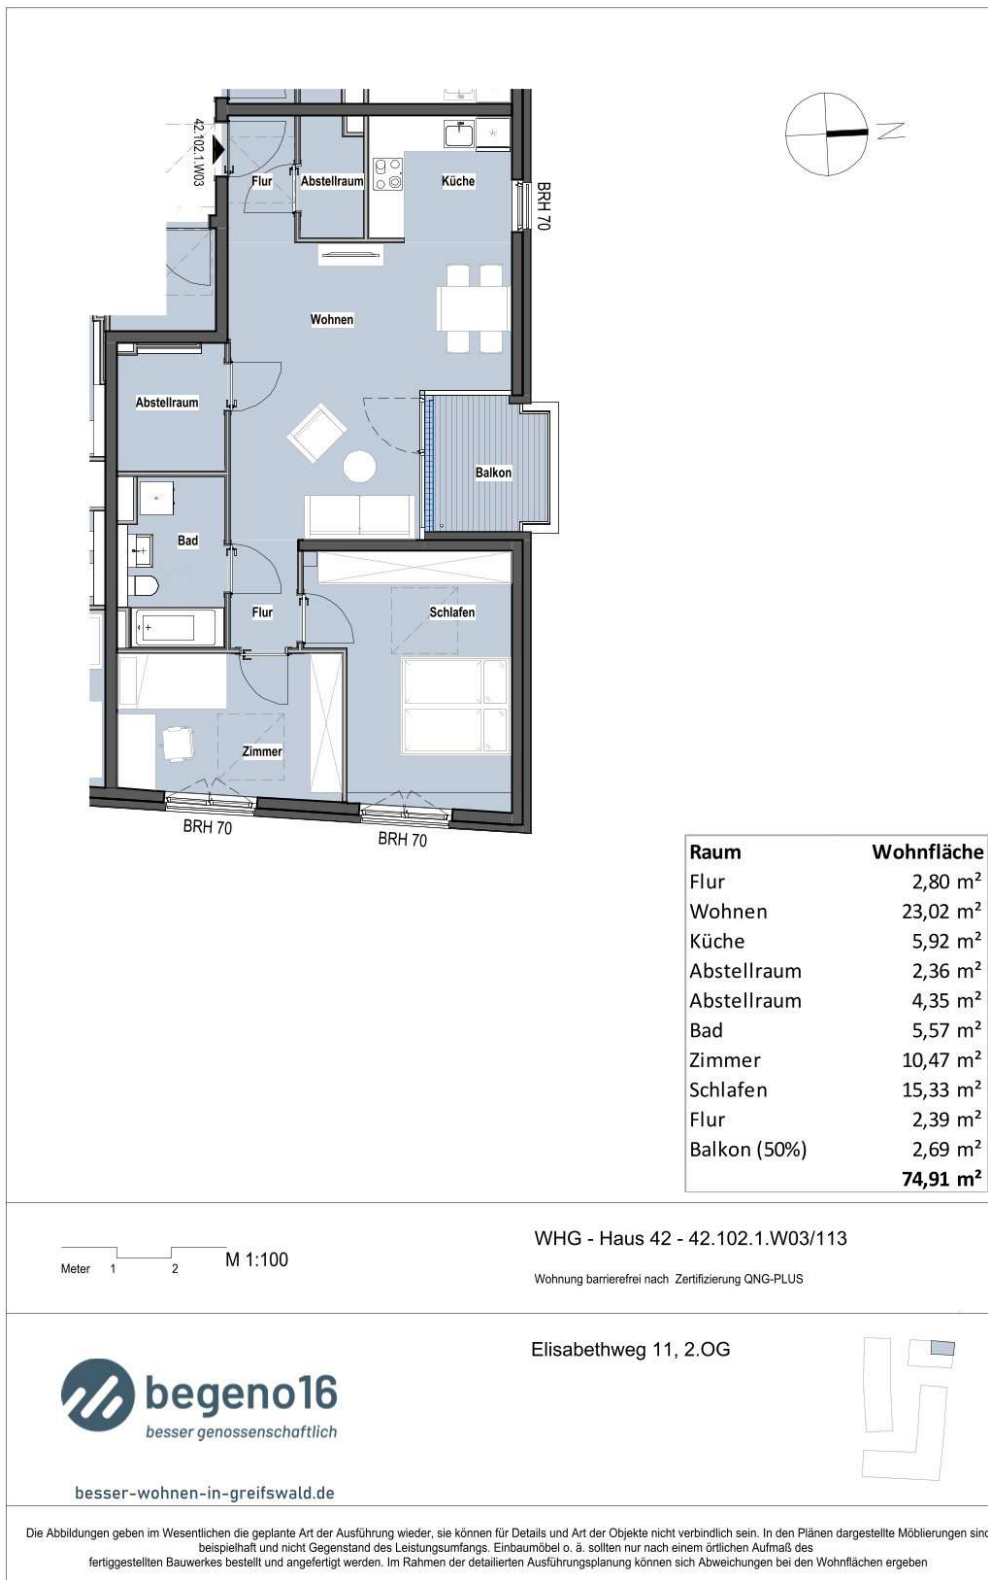 42.102.1.W03
Flur
Abstellraum
Küche
BRH 70
N
Wohnen
Abstellraum
Balkon
Bad
Flur
Schlafen
Zimmer
BRH 70
BRH 70
Raum Wohnfläche
Flur 2,80 m²
Wohnen 23,02 m²
Küche 5,92 m²
Abstellraum 2,36 m²
Abstellraum 4,35 m²
Bad 5,57 m²
Zimmer 10,47 m²
Schlafen 15,33 m²
Flur 2,39 m²
Balkon (50%) 2,69 m²
74,91 m²
Meter 1 2 M 1:100
WHG - Haus 42 - 42.102.1.W03/113
Wohnung barrierefrei nach Zertifizierung QNG-PLUS
Elisabethweg 11, 2.OG
begeno16
besser genossenschaftlich
besser-wohnen-in-greifswald.de
Die Abbildungen geben im Wesentlichen die geplante Art der Ausführung wieder, sie können für Details und Art der Objekte nicht verbindlich sein. In den Plänen dargestellte Möblierungen sind
beispielhaft und nicht Gegenstand des Leistungsumfangs. Einbaumöbel o. ä. sollten nur nach einem örtlichen Aufmaß des
fertiggestellten Bauwerkes bestellt und angefertigt werden. Im Rahmen der detailierten Ausführungsplanung können sich Abweichungen bei den Wohnflächen ergeben